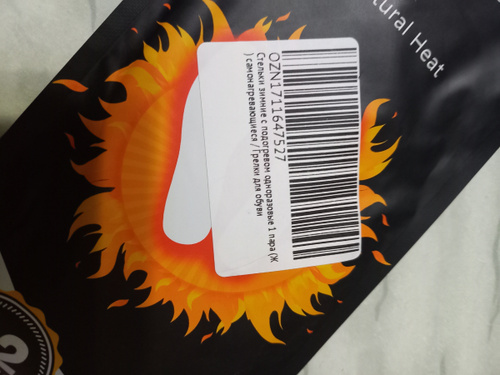 tural Heat
OZN1711647527
Стельки зимние с подогревом одноразовые 1 пара (Ж
) самонагревающиеся / Грелки для обуви